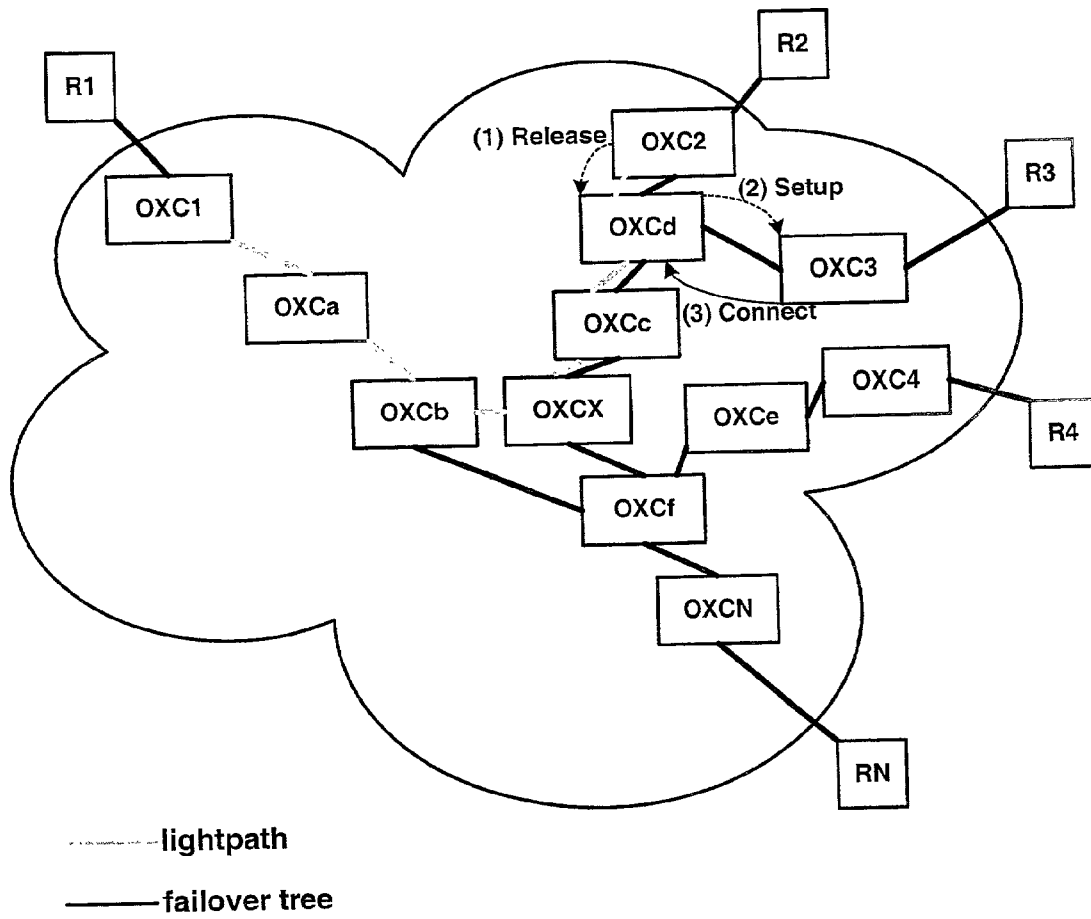 R2
R1
(1) Release
OXC2
R3
(2) Setup
OXC1
OXCd
OXC3
OXCa
OXCc
(3) Connect
OXC4
OXCb
OXCX
OXCe
R4
OXCf
OXCN
RN
lightpath
failover tree